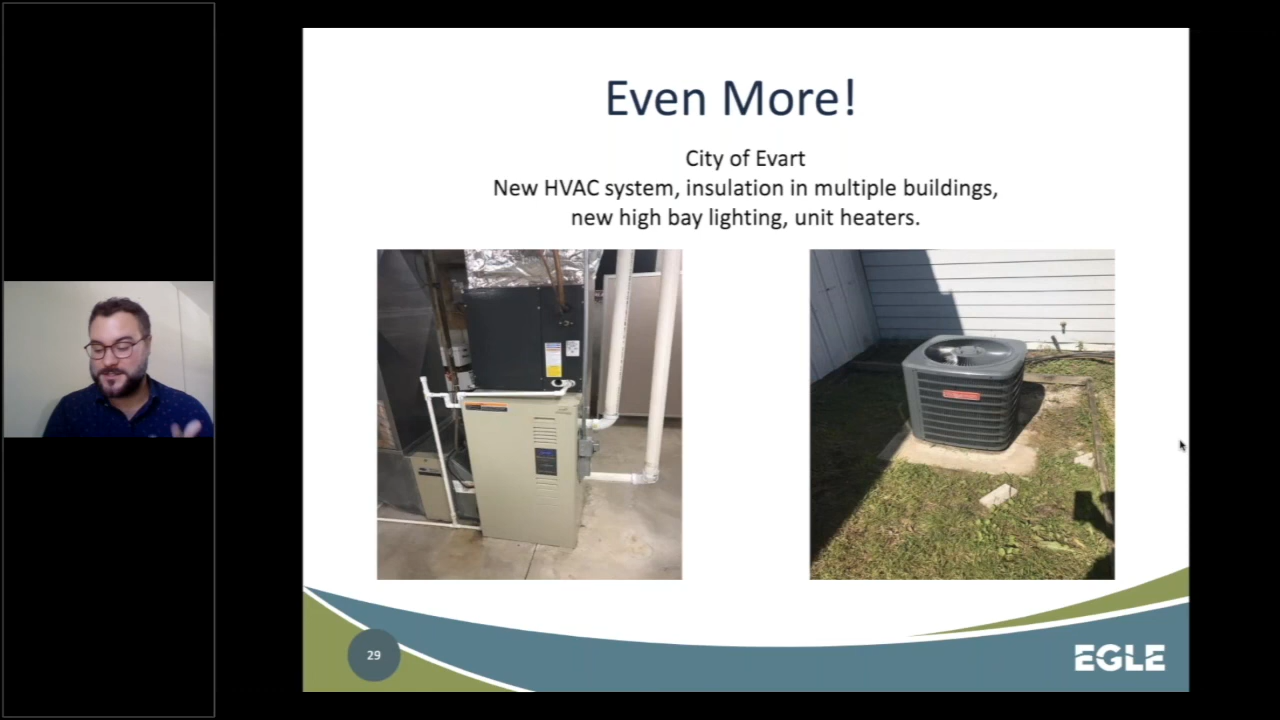 Even More!
City of Evart
New HVAC system, insulation in multiple buildings,
new high bay lighting, unit heaters.
29
EGLE